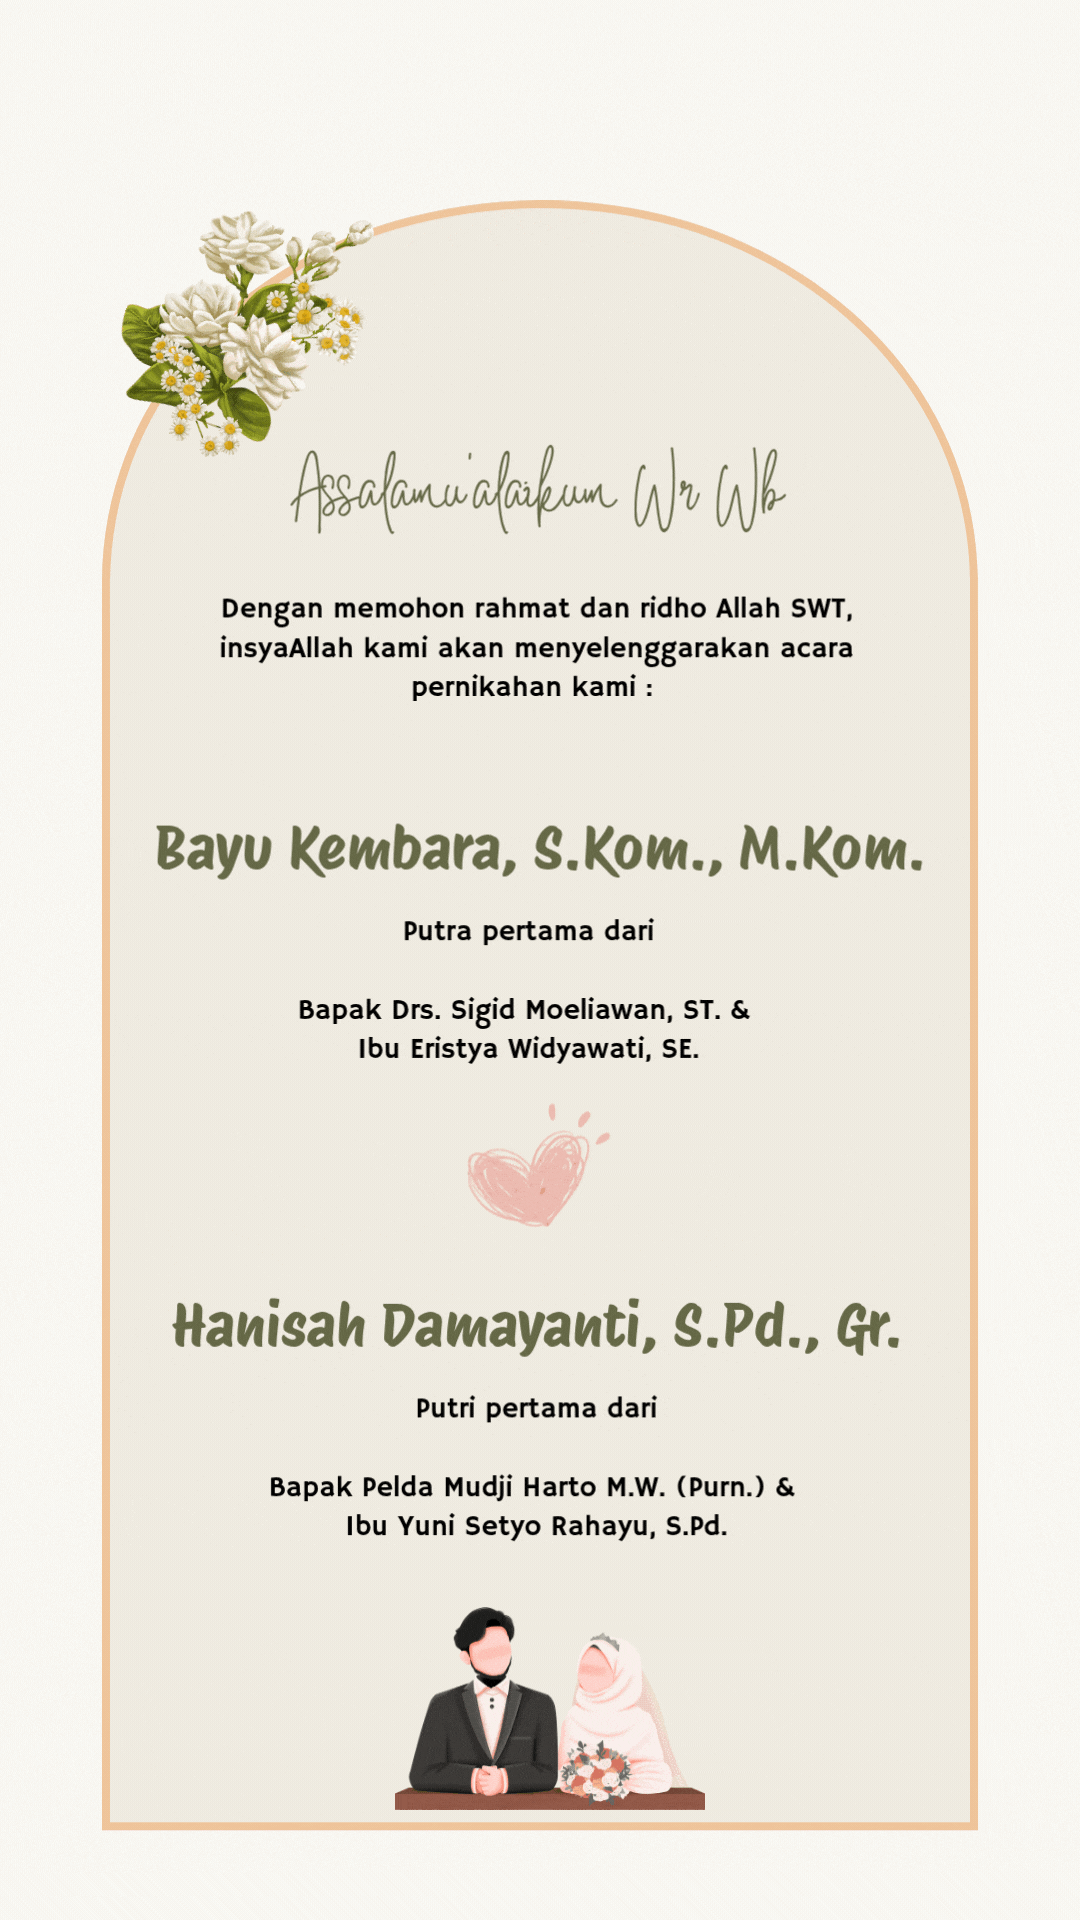 Assalamu'alaikum Wr Wb
Dengan memohon rahmat dan ridho Allah SWT,
insyaAllah kami akan menyelenggarakan acara
pernikahan kami :
Bayu Kembara, S.Kom., M.Kom.
Putra pertama dari
Bapak Drs. Sigid Moeliawan, ST. &
Ibu Eristya Widyawati, SE.
Hanisah Damayanti, S.Pd., Gr.
Putri pertama dari
Bapak Pelda Mudji Harto M.W. (Purn.) &
Ibu Yuni Setyo Rahayu, S.Pd.